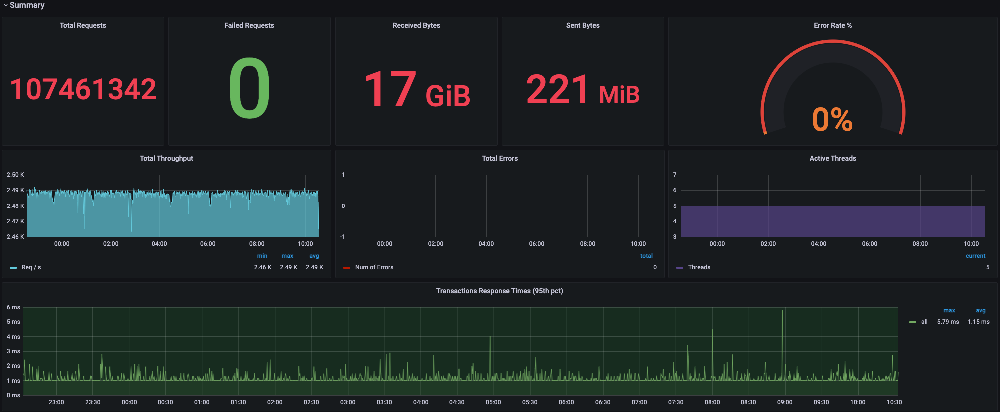 Summary
Total Requests
107461342
Failed Requests
0
Received Bytes
17 GiB
Sent Bytes
221 MiB
Error Rate %
0%
Total Throughput
2.50 K
2.49 K
2.48 K
2.47 K
2.46 K
00:00 02:00 04:00 06:00 08:00 10:00
min max avg
Req / s 2.46 K 2.49 K 2.49 K
Total Errors
1
0
-1
00:00 02:00 04:00 06:00 08:00 10:00
total
Num of Errors 0
Active Threads
7
6
5
4
3
00:00 02:00 04:00 06:00 08:00 10:00
current
Threads 5
Transactions Response Times (95th pct)
6 ms
5 ms
4 ms
3 ms
2 ms
1 ms
0 ms
23:00 23:30 00:00 00:30 01:00 01:30 02:00 02:30 03:00 03:30 04:00 04:30 05:00 05:30 06:00 06:30 07:00 07:30 08:00 08:30 09:00 09:30 10:00 10:30
max avg
all 5.79 ms 1.15 ms